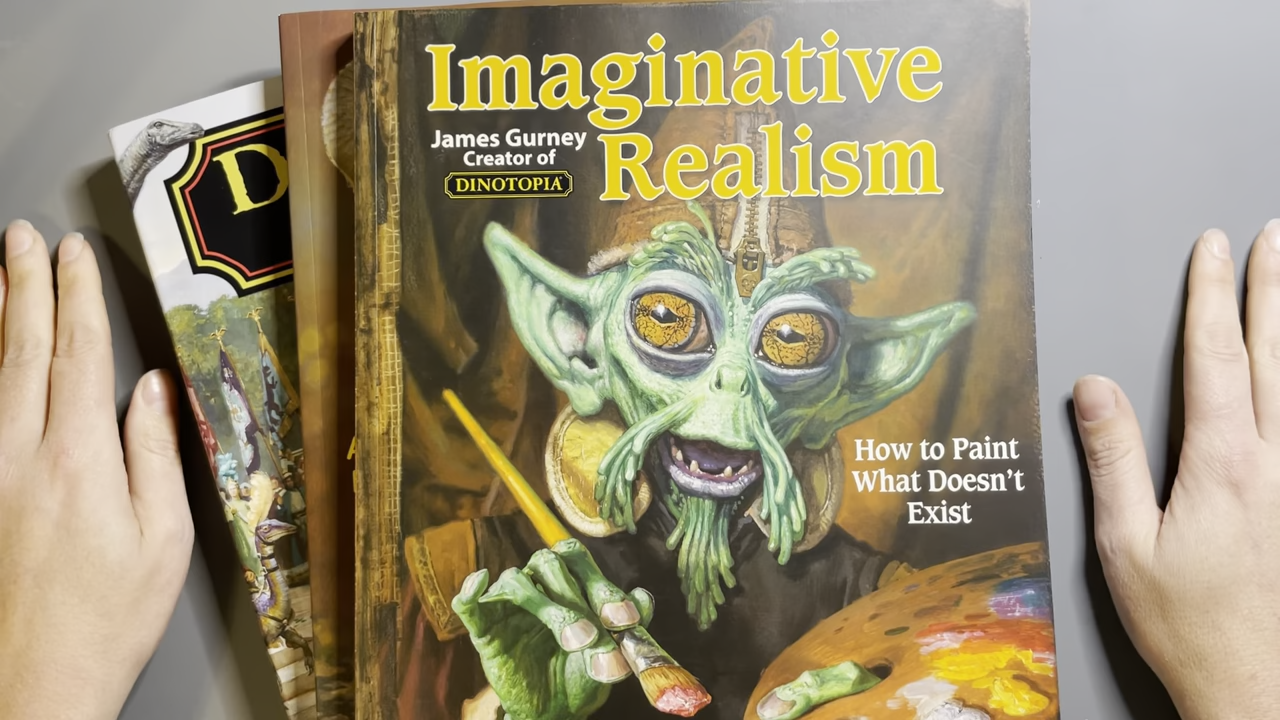 Imaginative
Realism
James Gurney
Creator of
DINOTOPIA
How to Paint
What Doesn't
Exist
D